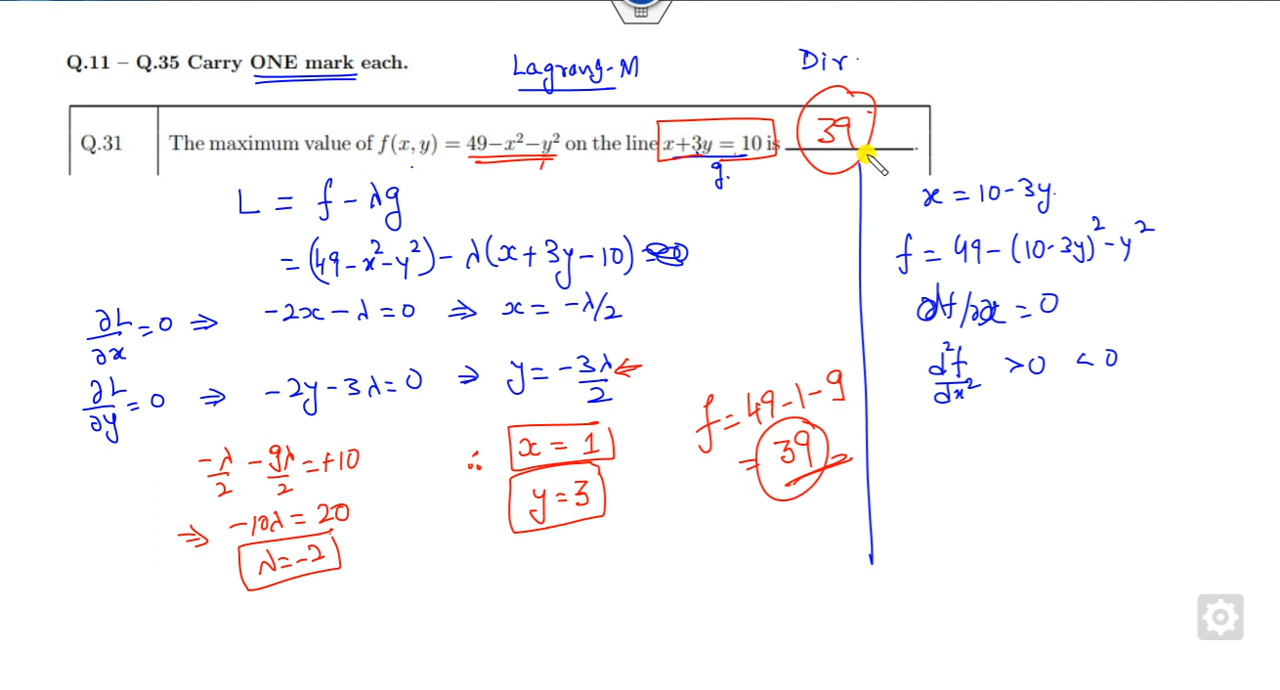 Q.11 – Q.35 Carry ONE mark each.
Lagrang-M
Dir.
Q.31
The maximum value of f(x, y) = 49−x²−y² on the line x+3y = 10 is ________.
39
g.
L = f - λg
= (49-x²-y²) - λ(x+3y-10)
∂L/∂x = 0 ⇒ -2x - λ = 0 ⇒ x = -λ/2
∂L/∂y = 0 ⇒ -2y - 3λ = 0 ⇒ y = -3λ/2 ←
-λ/2 - 9λ/2 = +10
⇒ -10λ = 20
λ = -2
∴ x = 1
y = 3
f = 49-1-9
= 39
x = 10-3y
f = 49-(10-3y)²-y²
= 0
d²f/dx² >0 <0